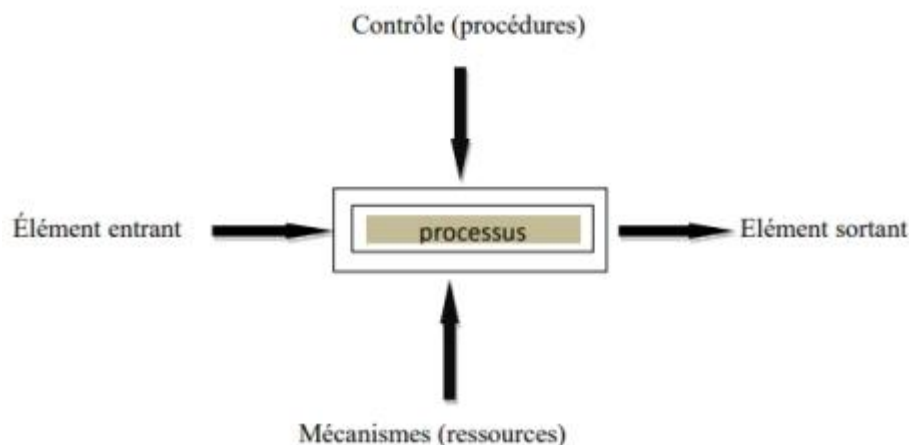 Contrôle (procédures)
Élément entrant
processus
Elément sortant
Mécanismes (ressources)